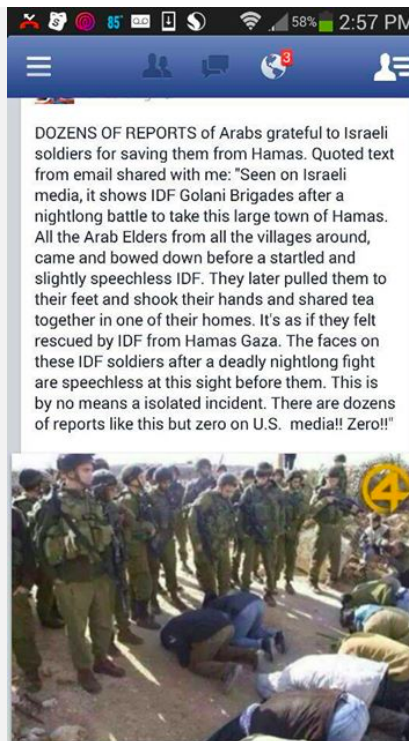 85°
58% 2:57 PM
3
DOZENS OF REPORTS of Arabs grateful to Israeli
soldiers for saving them from Hamas. Quoted text
from email shared with me: "Seen on Israeli
media, it shows IDF Golani Brigades after a
nightlong battle to take this large town of Hamas.
All the Arab Elders from all the villages around,
came and bowed down before a startled and
slightly speechless IDF. They later pulled them to
their feet and shook their hands and shared tea
together in one of their homes. It's as if they felt
rescued by IDF from Hamas Gaza. The faces on
these IDF soldiers after a deadly nightlong fight
are speechless at this sight before them. This is
by no means a isolated incident. There are dozens
of reports like this but zero on U.S. media!! Zero!!"
4